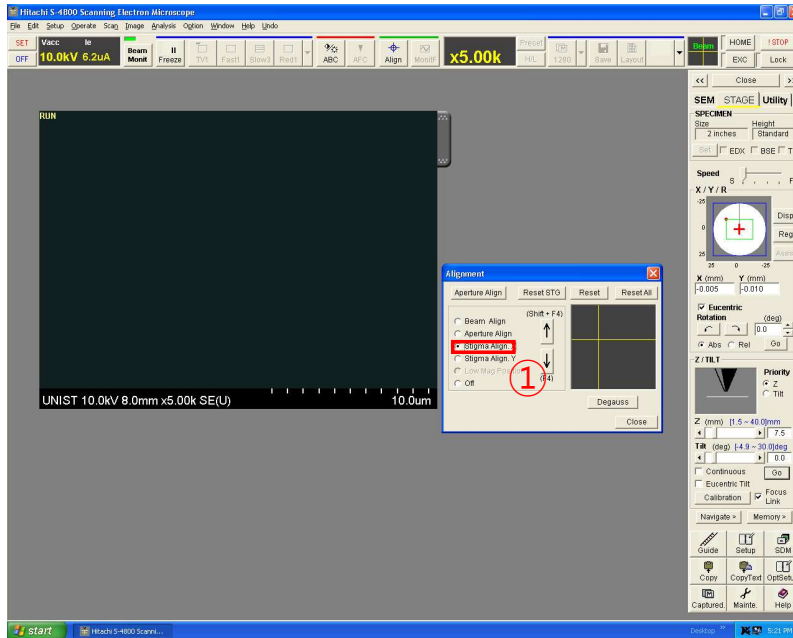 Hitachi S-4800 Scanning Electron Microscope
File Edit Setup Operate Scan Image Analysis Option Window Help Undo
SET OFF
Vacc Ie
10.0kV 6.2uA
Beam Monit
Freeze
TV1 Fast1 Slow3 Red1
ABC AFC Align MonitF
x5.00k
Preset H/L 1280 Save Layout
Beam
HOME !STOP
EXC Lock
RUN
UNIST 10.0kV 8.0mm x5.00k SE(U) 10.0um
Alignment
Aperture Align Reset STG Reset Reset All
(Shift + F4)
Beam Align
Aperture Align
Stigma Align.
Stigma Align. Y
Off
1
Degauss
Close
<< Close
SEM STAGE Utility
SPECIMEN
Size Height
2 inches Standard
Set EDX BSE
Speed
S
X / Y / R
-25
0
25
25 0 -25
X (mm) Y (mm)
-0.005 -0.010
Eucentric
Rotation (deg)
0.0
Abs Rel Go
Z / TILT
Priority
Z
Tilt
Z (mm) [1.5 ~ 40.0]mm
7.5
Tilt (deg) [-4.9 ~ 30.0]deg
0.0
Continuous Go
Eucentric Tilt
Calibration Focus Link
Navigate > Memory >
Guide Setup SDM
Copy CopyText
Captured. Mainte. Help
start Hitachi S-4800 Scanni... Desktop 5:21 PM